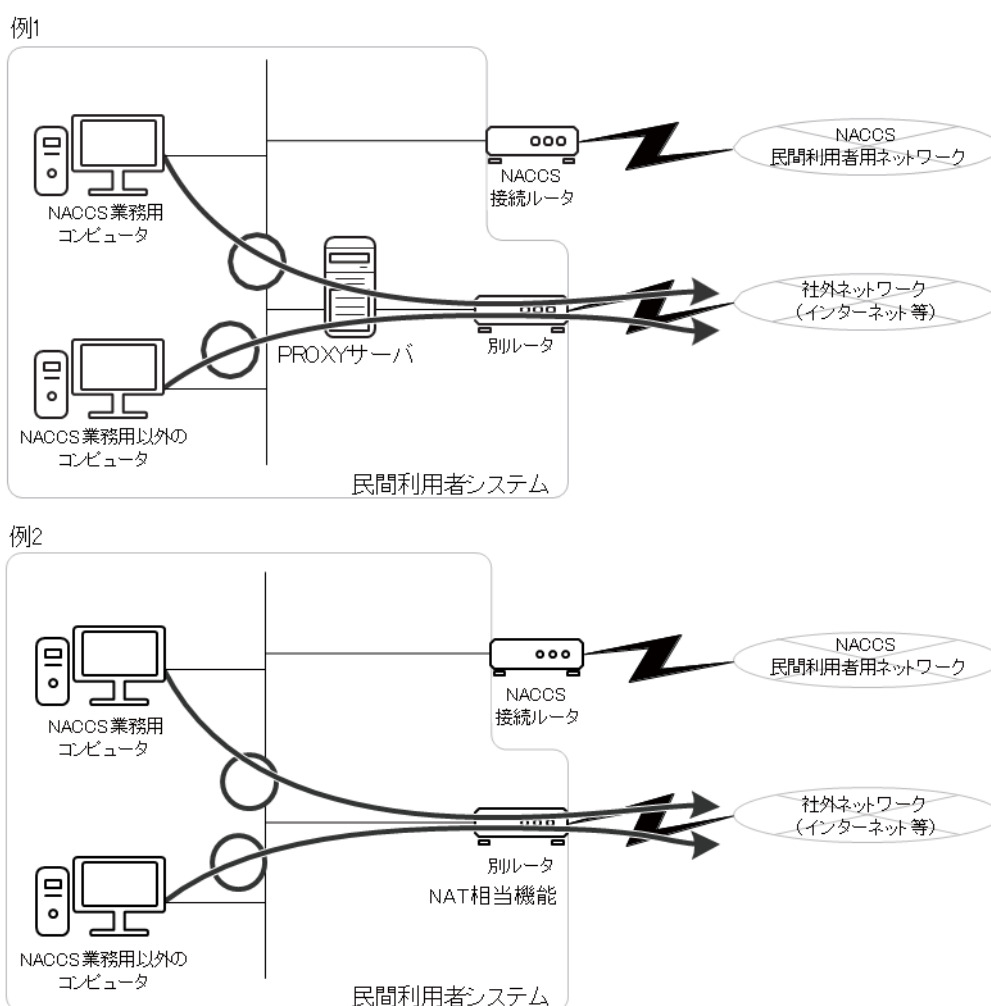 例1
NACCS業務用
コンピュータ
NACCS
接続ルータ
NACCS
民間利用者用ネットワーク
社外ネットワーク
（インターネット等）
PROXYサーバ
別ルータ
NACCS業務用以外の
コンピュータ
民間利用者システム
例2
NACCS業務用
コンピュータ
NACCS
接続ルータ
NACCS
民間利用者用ネットワーク
社外ネットワーク
（インターネット等）
別ルータ
NAT相当機能
NACCS業務用以外の
コンピュータ
民間利用者システム